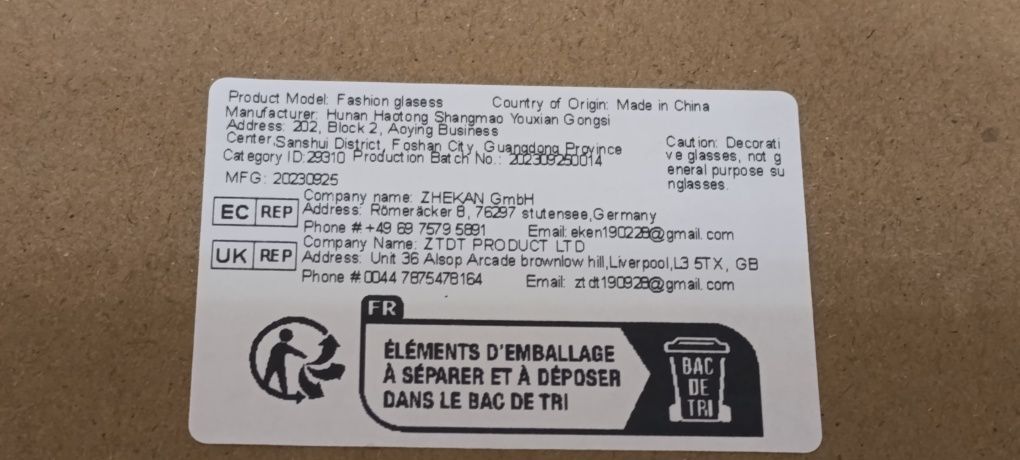 Product Model: Fashion glasess Country of Origin: Made in China
Manufacturer: Hunan Haotong Shangmao Youxian Gongsi
Address: 202, Block 2, Aoying Business
Center,Sanshui District, Foshan City, Guangdong Province
Category ID:29310 Production Batch No.: 202309250014
MFG: 20230925
Caution: Decorati
ve glasses, not g
eneral purpose su
nglasses.
EC REP
Company name: ZHEKAN GmbH
Address: Römeräcker 8, 76297 stutensee,Germany
Phone #:+49 69 7579 5891 Email:eken190228@gmail.com
UK REP
Company Name: ZTDT PRODUCT LTD
Address: Unit 36 Alsop Arcade brownlow hill,Liverpool,L3 5TX, GB
Phone #:0044 7875478164 Email: ztdt190928@gmail.com
FR
ÉLÉMENTS D'EMBALLAGE
À SÉPARER ET À DÉPOSER
DANS LE BAC DE TRI
BAC
DE
TRI